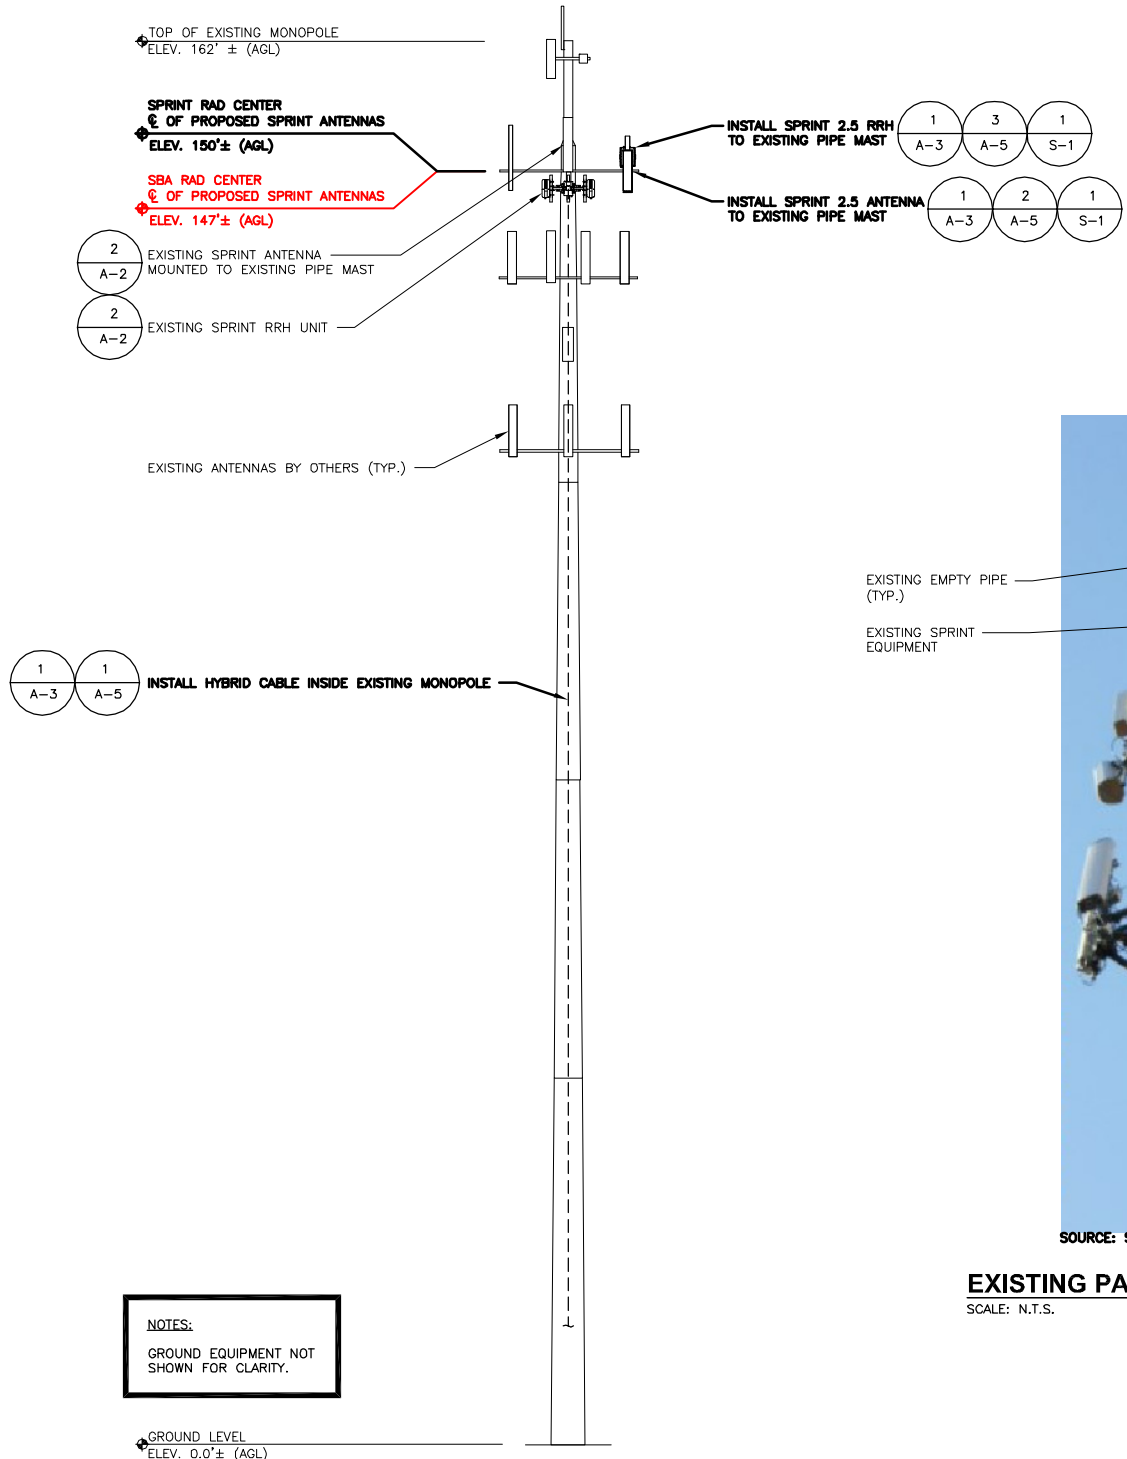 TOP OF EXISTING MONOPOLE
ELEV. 162' ± (AGL)
SPRINT RAD CENTER
℄ OF PROPOSED SPRINT ANTENNAS
ELEV. 150'± (AGL)
SBA RAD CENTER
℄ OF PROPOSED SPRINT ANTENNAS
ELEV. 147'± (AGL)
2
A-2
EXISTING SPRINT ANTENNA
MOUNTED TO EXISTING PIPE MAST
2
A-2
EXISTING SPRINT RRH UNIT
INSTALL SPRINT 2.5 RRH
TO EXISTING PIPE MAST
1 3 1
A-3 A-5 S-1
INSTALL SPRINT 2.5 ANTENNA
TO EXISTING PIPE MAST
1 2 1
A-3 A-5 S-1
EXISTING ANTENNAS BY OTHERS (TYP.)
EXISTING EMPTY PIPE
(TYP.)
EXISTING SPRINT
EQUIPMENT
1 1
A-3 A-5
INSTALL HYBRID CABLE INSIDE EXISTING MONOPOLE
SOURCE:
EXISTING PA
SCALE: N.T.S.
NOTES:
GROUND EQUIPMENT NOT
SHOWN FOR CLARITY.
GROUND LEVEL
ELEV. 0.0'± (AGL)